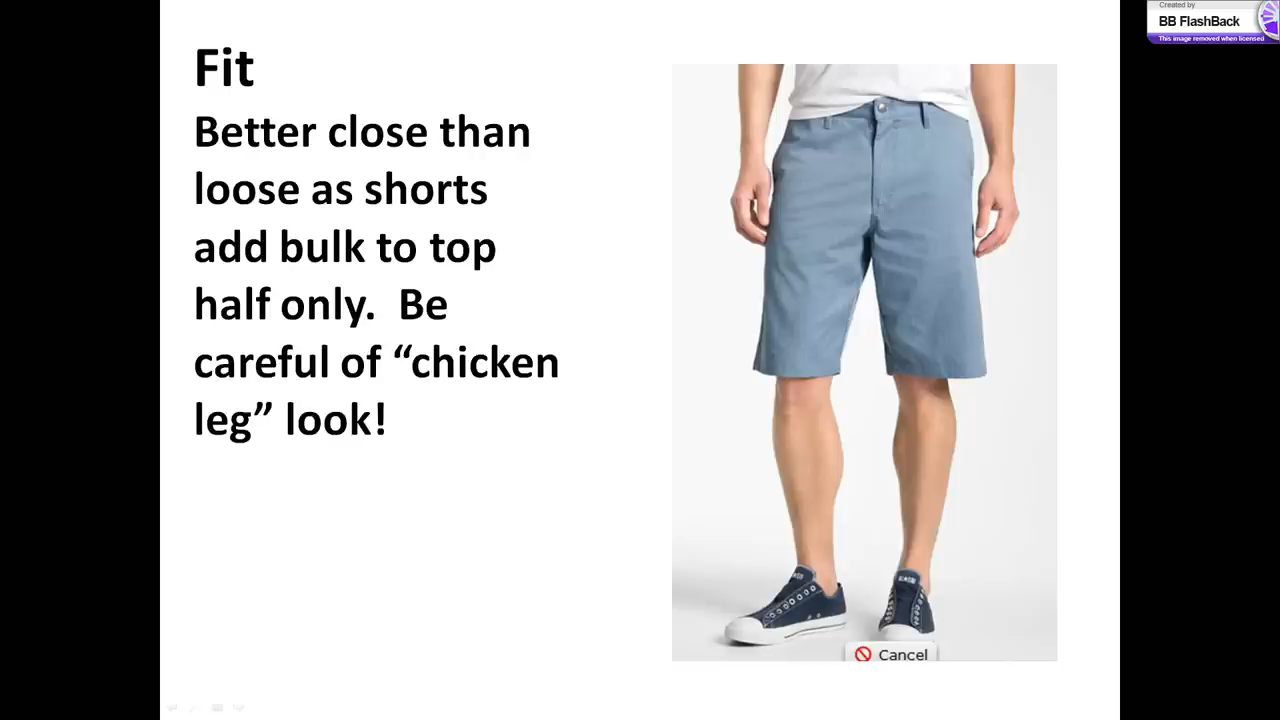 Created by
BB FlashBack
This image removed when licensed
Fit
Better close than
loose as shorts
add bulk to top
half only.  Be
careful of “chicken
leg” look!
Cancel